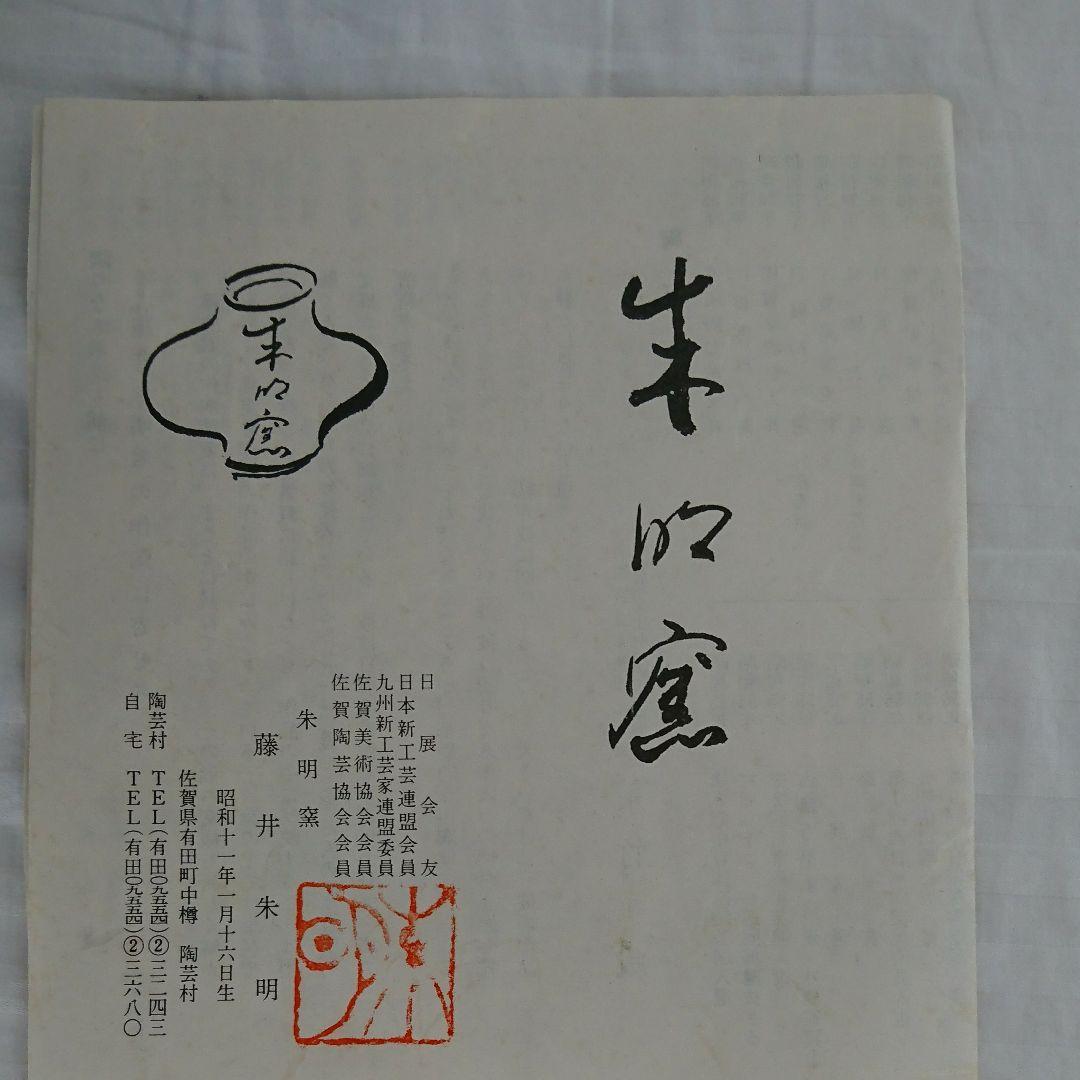 朱明窯
朱明窯
日展会友
日本新工芸連盟会員
九州新工芸家連盟委員
佐賀美術協会会員
佐賀陶芸協会会員
朱明窯
藤井朱明
昭和十一年一月十六日生
佐賀県有田町中樽 陶芸村
陶芸村 TEL(有田〇九五五四)②三二四三
自宅 TEL(有田〇九五五四)②三六八〇